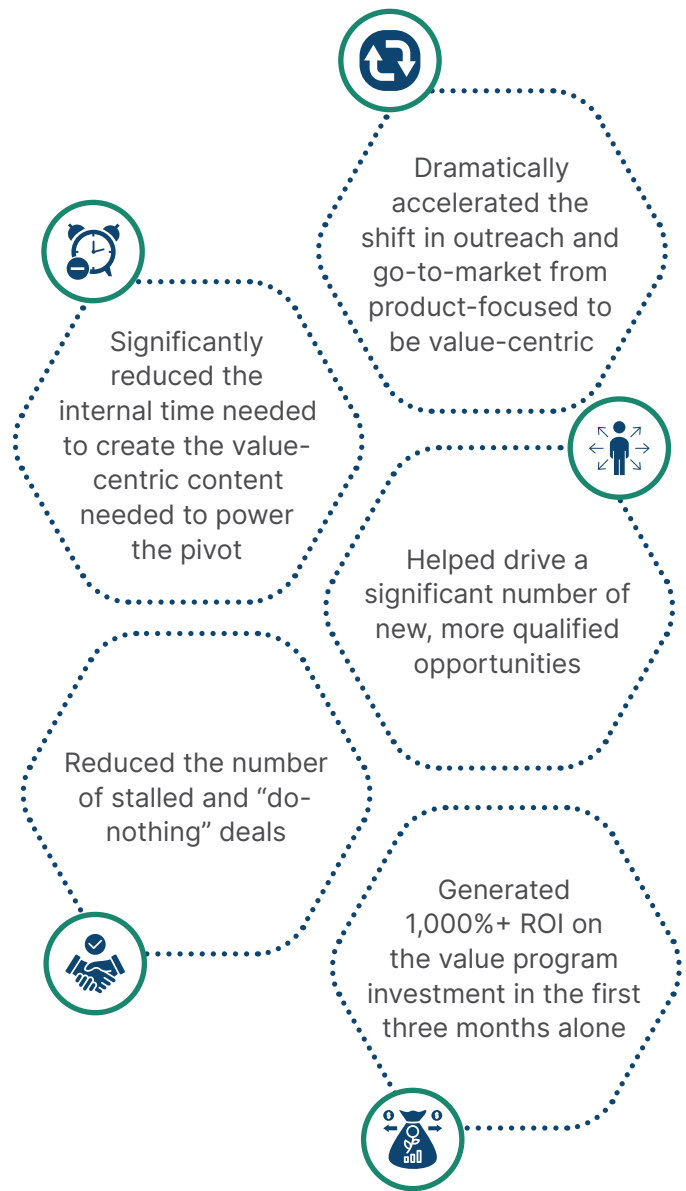 Dramatically
accelerated the
shift in outreach and
go-to-market from
product-focused to
be value-centric
Significantly
reduced the
internal time needed
to create the value-
centric content
needed to power
the pivot
Helped drive a
significant number of
new, more qualified
opportunities
Reduced the number
of stalled and “do-
nothing” deals
Generated
1,000%+ ROI on
the value program
investment in the first
three months alone